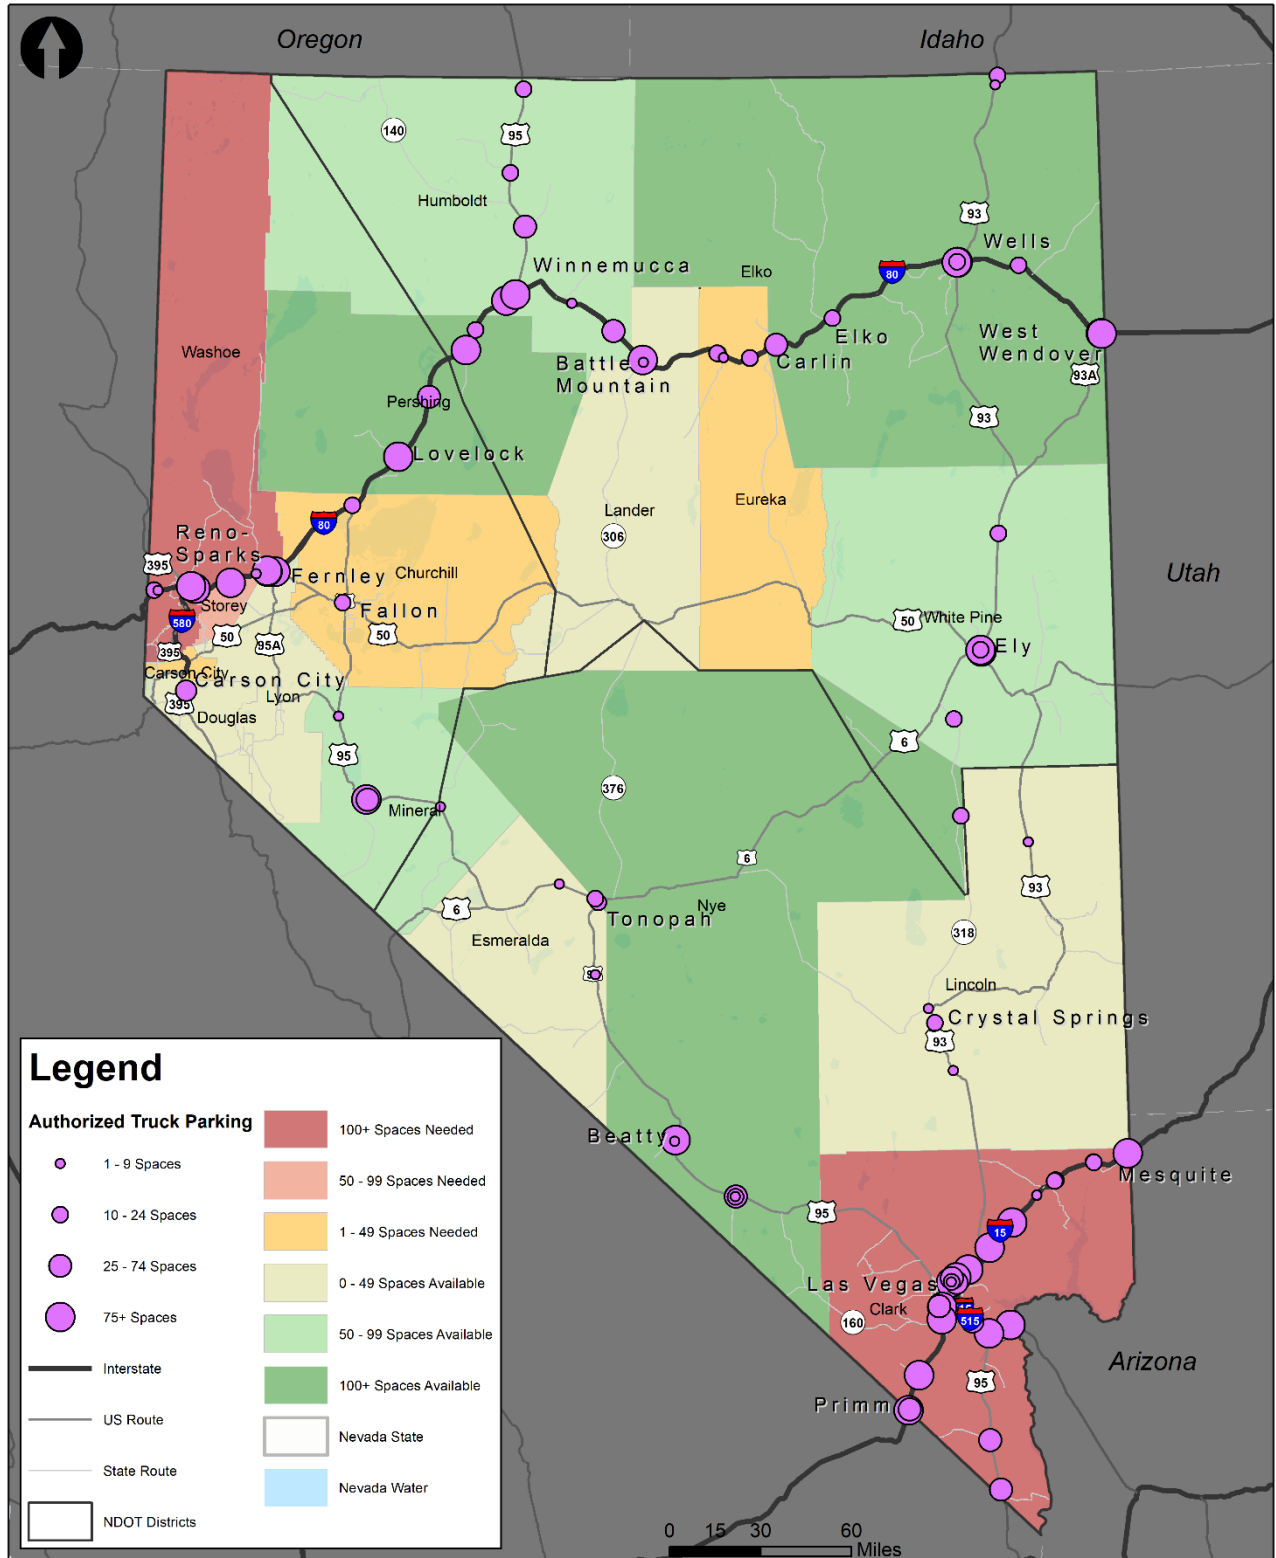 Oregon
Idaho
140
95
Humboldt
93
Wells
Winnemucca
Elko
80
Washoe
Elko
West
Wendover
Battle
Mountain
Carlin
93A
Pershing
93
Lovelock
Eureka
Lander
80
306
Reno-
Sparks
395
Fernley
Churchill
Utah
Storey
Fallon
580
50
50
50
White Pine
95A
395
Ely
Carson City
Carson City
Lyon
395
Douglas
6
95
376
Mineral
6
93
6
Nye
Tonopah
318
Esmeralda
Lincoln
Crystal Springs
93
Beatty
Mesquite
95
15
Las Vegas
Clark
15
515
160
Arizona
95
Primm
Legend
Authorized Truck Parking
1 - 9 Spaces
10 - 24 Spaces
25 - 74 Spaces
75+ Spaces
Interstate
US Route
State Route
NDOT Districts
100+ Spaces Needed
50 - 99 Spaces Needed
1 - 49 Spaces Needed
0 - 49 Spaces Available
50 - 99 Spaces Available
100+ Spaces Available
Nevada State
Nevada Water
0 15 30 60
Miles